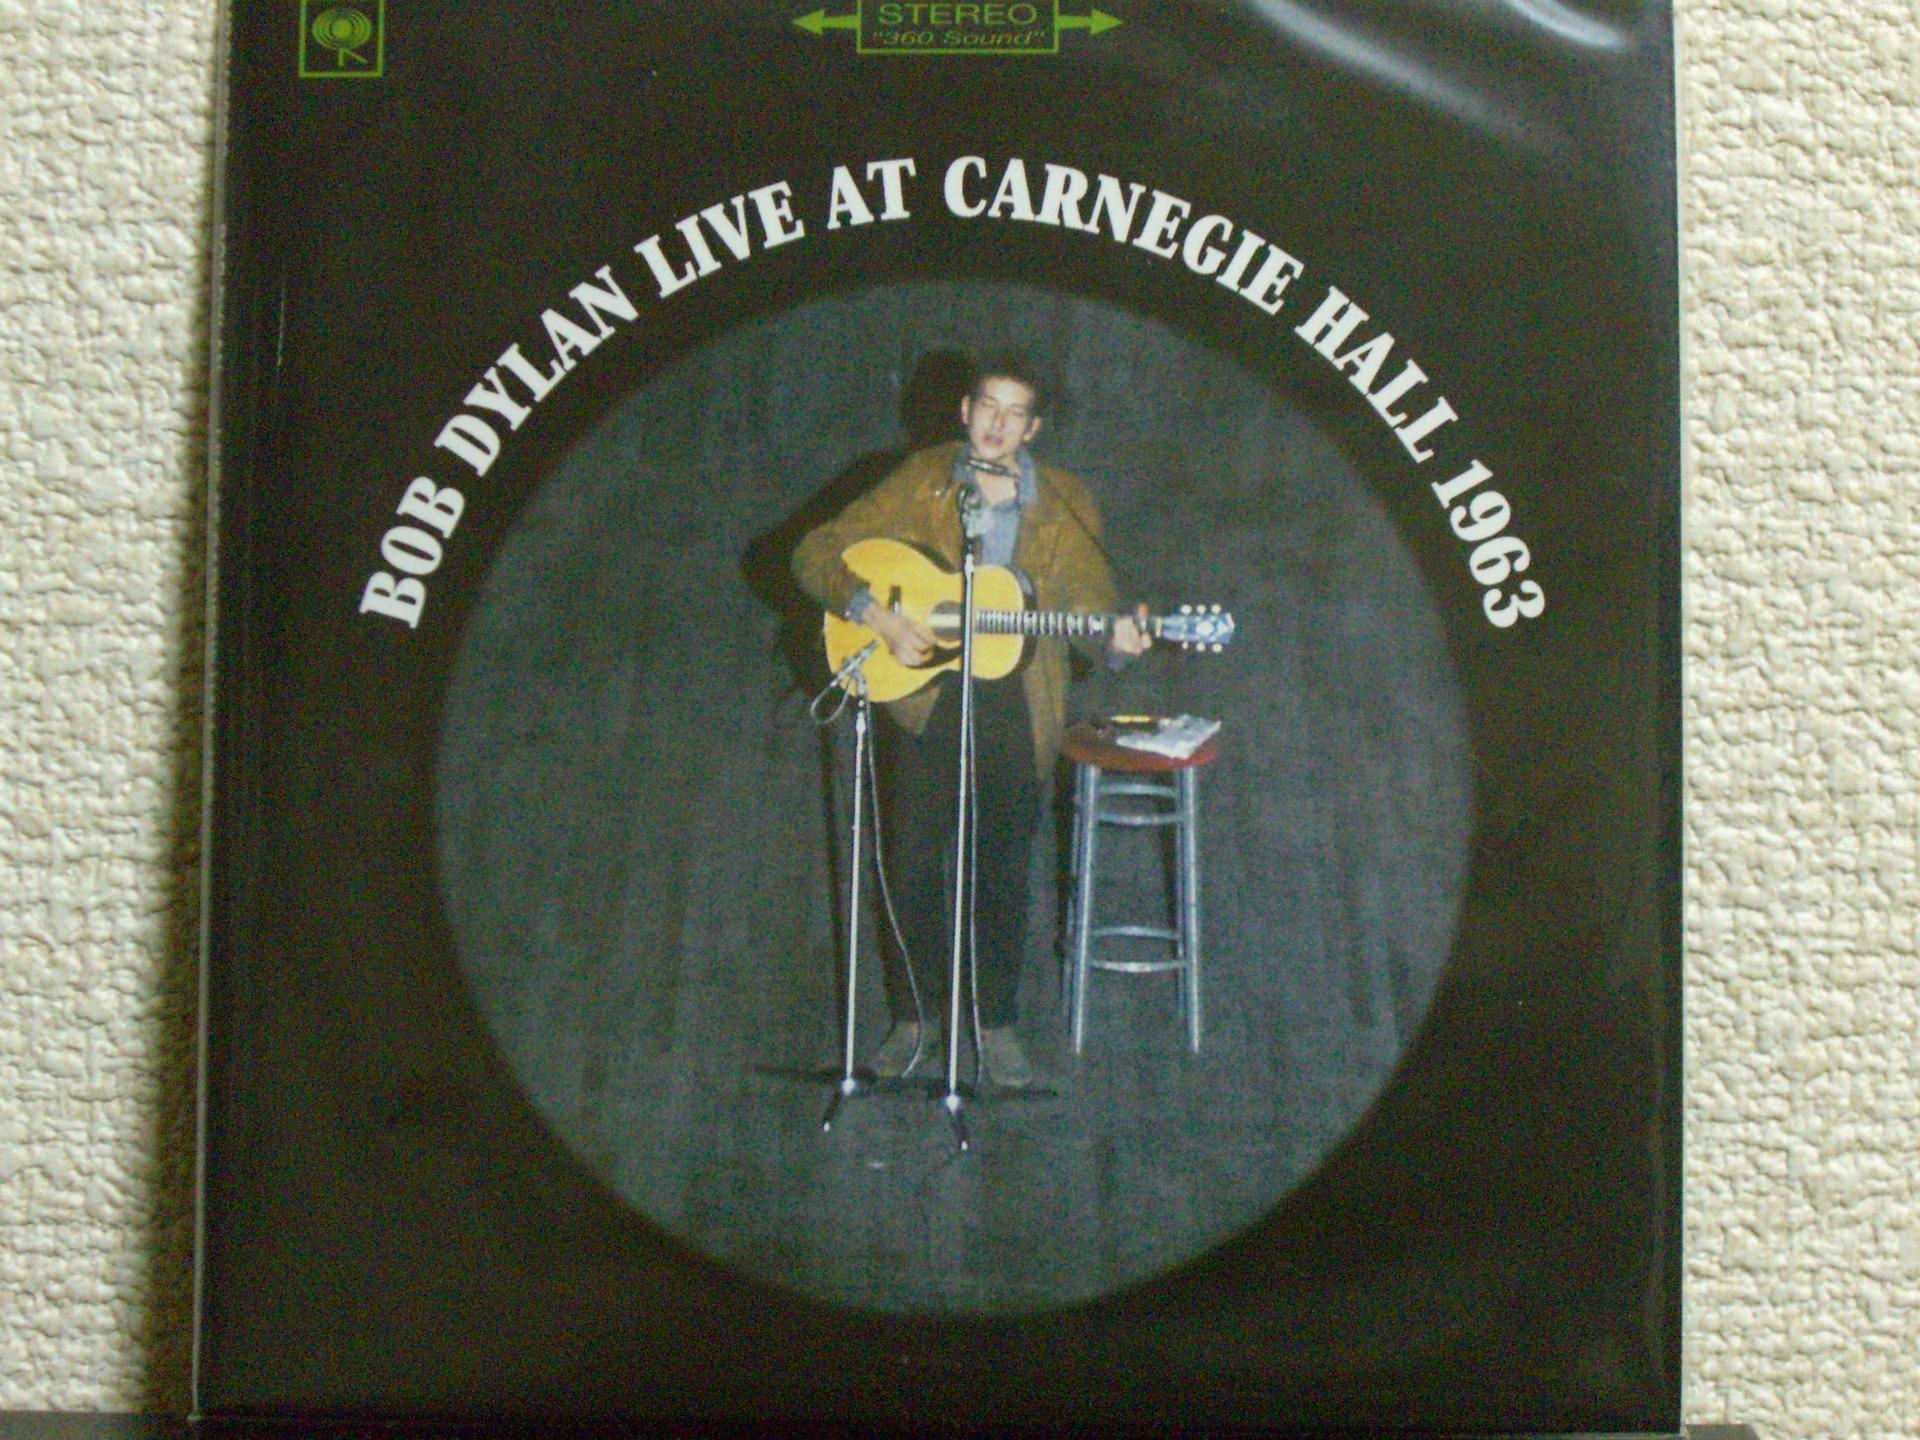 STEREO
"360 Sound"
BOB DYLAN LIVE AT CARNEGIE HALL 1963